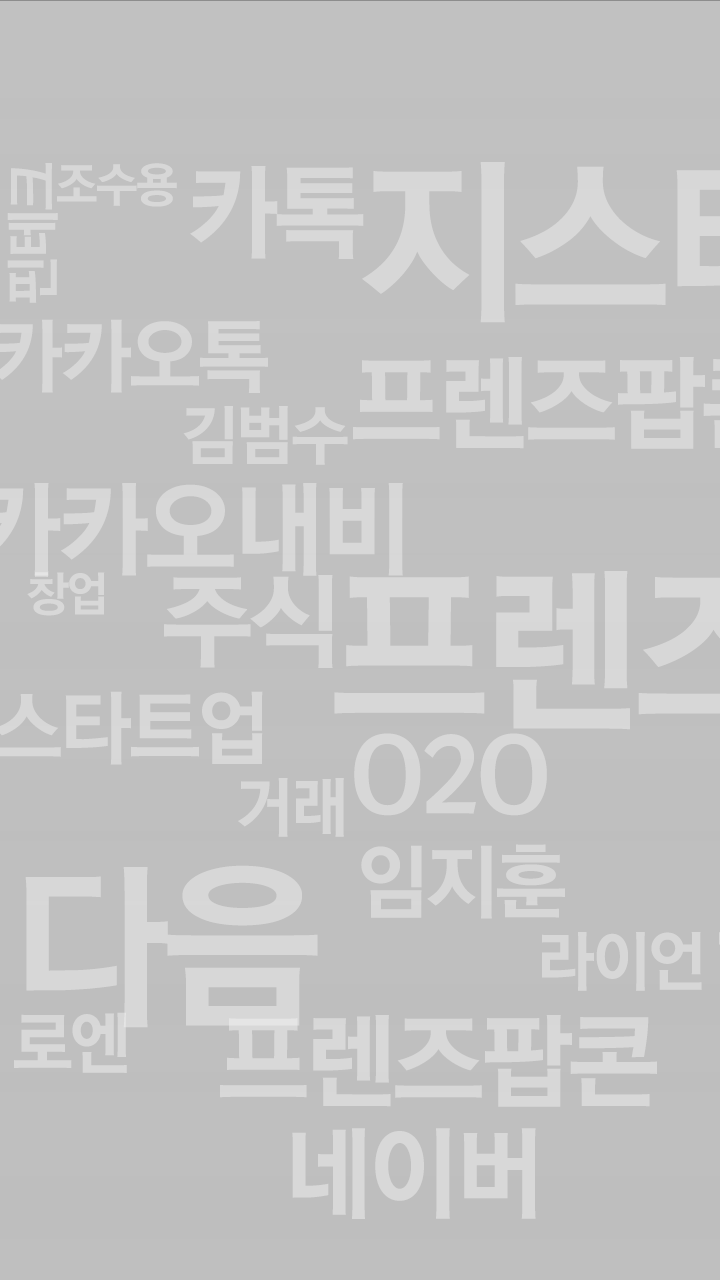 조수용
카톡
지스타
카카오톡
프렌즈팝콘
김범수
카카오내비
창업
주식
프렌즈
스타트업
O2O
거래
임지훈
다음
라이언
로엔
프렌즈팝콘
네이버